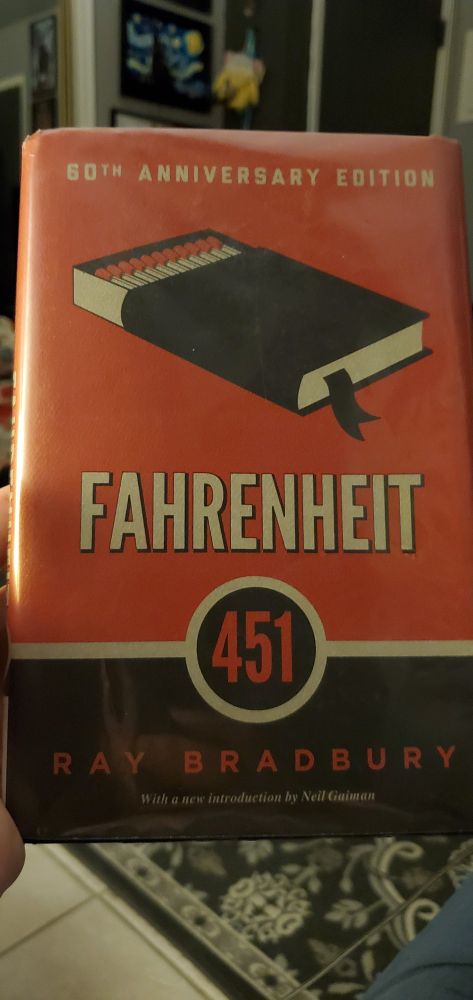 60TH ANNIVERSARY EDITION
FAHRENHEIT
451
RAY BRADBURY
With a new introduction by Neil Gaiman